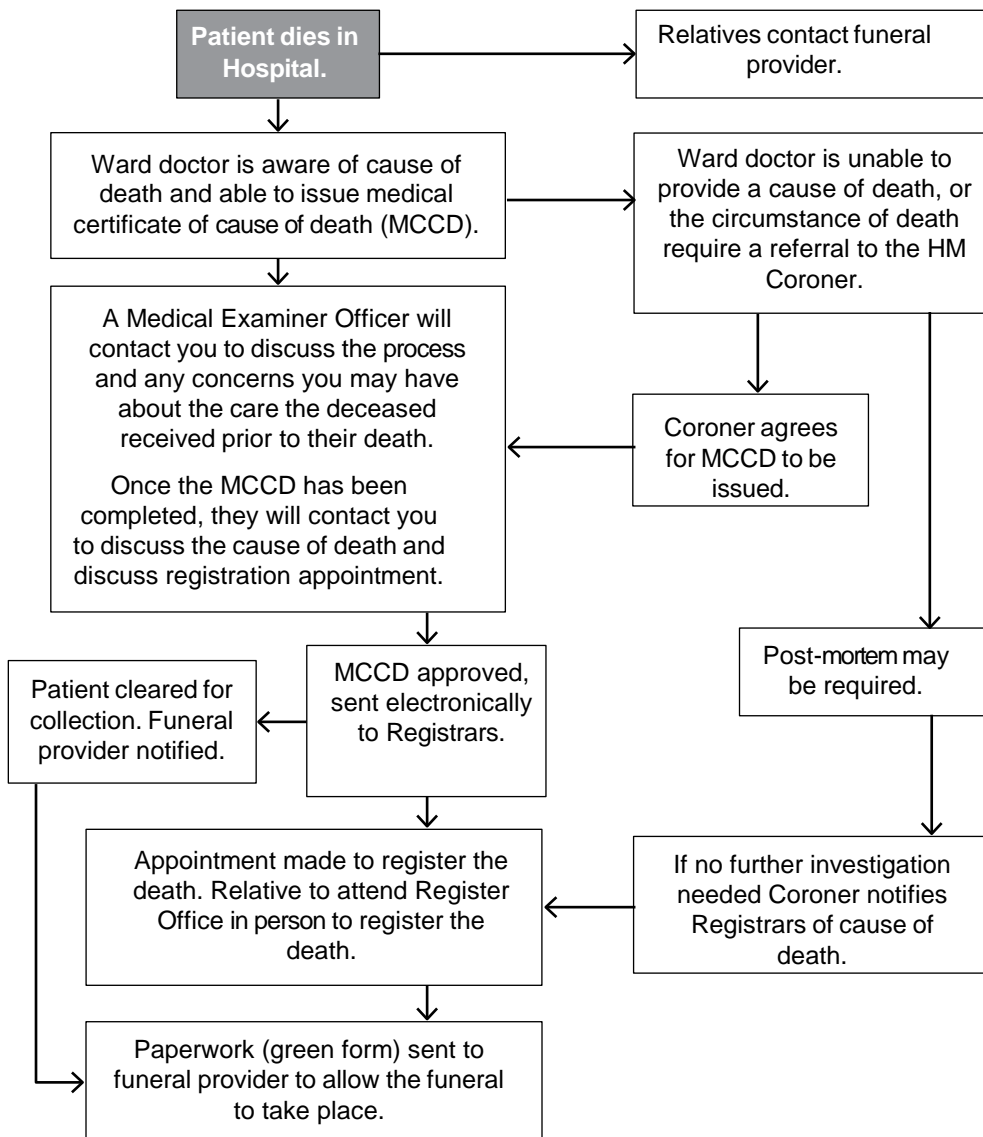 Patient dies in
Hospital.
Relatives contact funeral
provider.
Ward doctor is aware of cause of
death and able to issue medical
certificate of cause of death (MCCD).
Ward doctor is unable to
provide a cause of death, or
the circumstance of death
require a referral to the HM
Coroner.
A Medical Examiner Officer will
contact you to discuss the process
and any concerns you may have
about the care the deceased
received prior to their death.
Once the MCCD has been
completed, they will contact you
to discuss the cause of death and
discuss registration appointment.
Coroner agrees
for MCCD to be
issued.
Patient cleared for
collection. Funeral
provider notified.
MCCD approved,
sent electronically
to Registrars.
Post-mortem may
be required.
Appointment made to register the
death. Relative to attend Register
Office in person to register the
death.
If no further investigation
needed Coroner notifies
Registrars of cause of
death.
Paperwork (green form) sent to
funeral provider to allow the funeral
to take place.